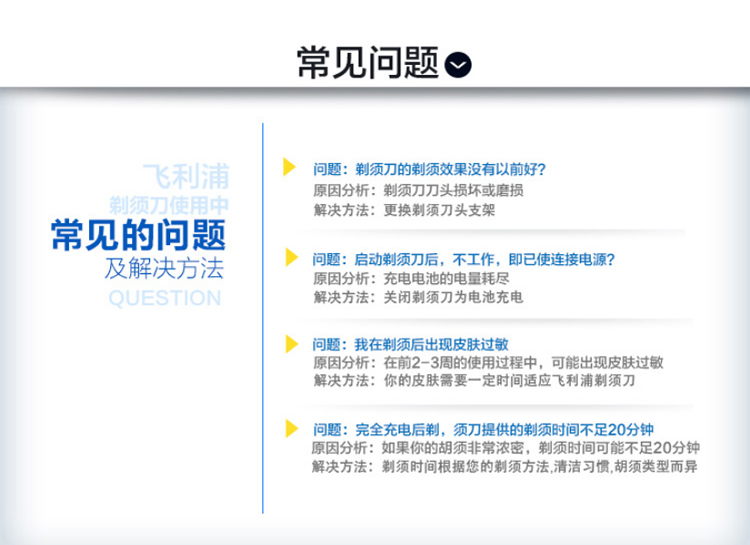 常见问题
飞利浦
剃须刀使用中
常见的问题
及解决方法
QUESTION
问题：剃须刀的剃须效果没有以前好?
原因分析：剃须刀刀头损坏或磨损
解决方法：更换剃须刀头支架
问题：启动剃须刀后，不工作，即已使连接电源?
原因分析：充电电池的电量耗尽
解决方法：关闭剃须刀为电池充电
问题：我在剃须后出现皮肤过敏
原因分析：在前2-3周的使用过程中，可能出现皮肤过敏
解决方法：你的皮肤需要一定时间适应飞利浦剃须刀
问题：完全充电后剃，须刀提供的剃须时间不足20分钟
原因分析：如果你的胡须非常浓密，剃须时间可能不足20分钟
解决方法：剃须时间根据您的剃须方法,清洁习惯,胡须类型而异